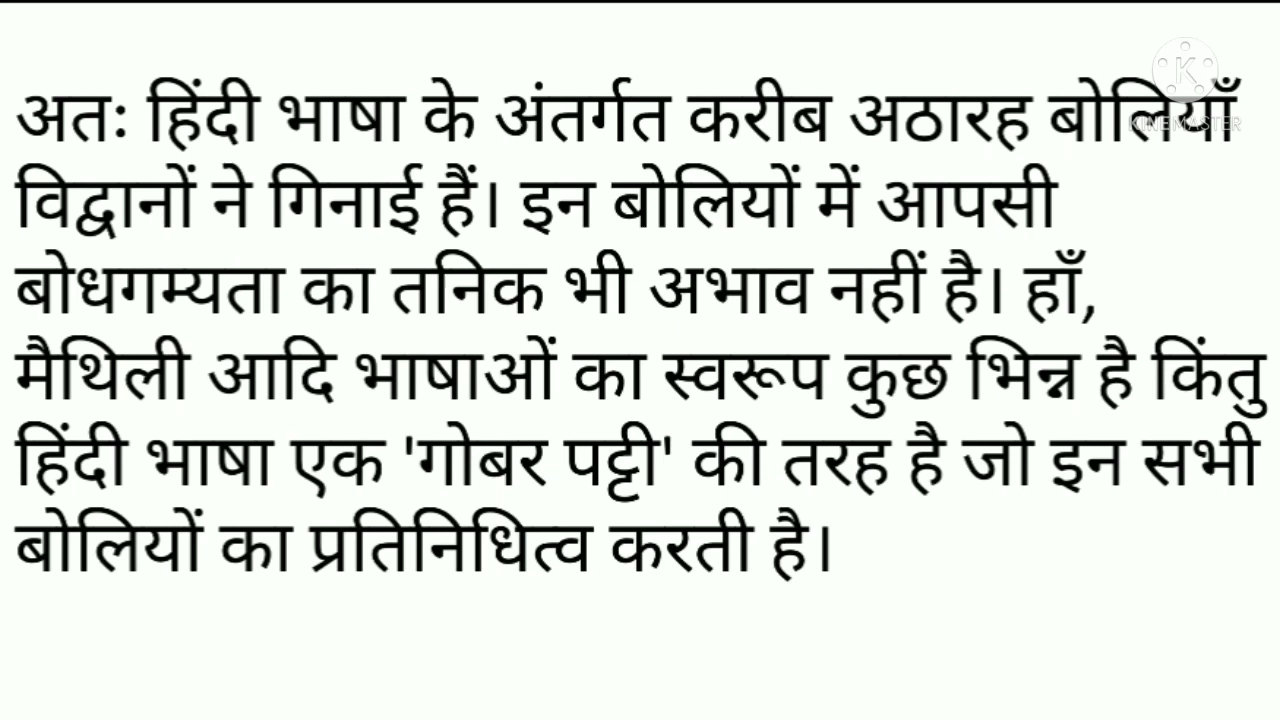 अतः हिंदी भाषा के अंतर्गत करीब अठारह बोलियाँ
KINEMASTER
विद्वानों ने गिनाई हैं। इन बोलियों में आपसी
बोधगम्यता का तनिक भी अभाव नहीं है। हाँ,
मैथिली आदि भाषाओं का स्वरूप कुछ भिन्न है किंतु
हिंदी भाषा एक 'गोबर पट्टी' की तरह है जो इन सभी
बोलियों का प्रतिनिधित्व करती है।